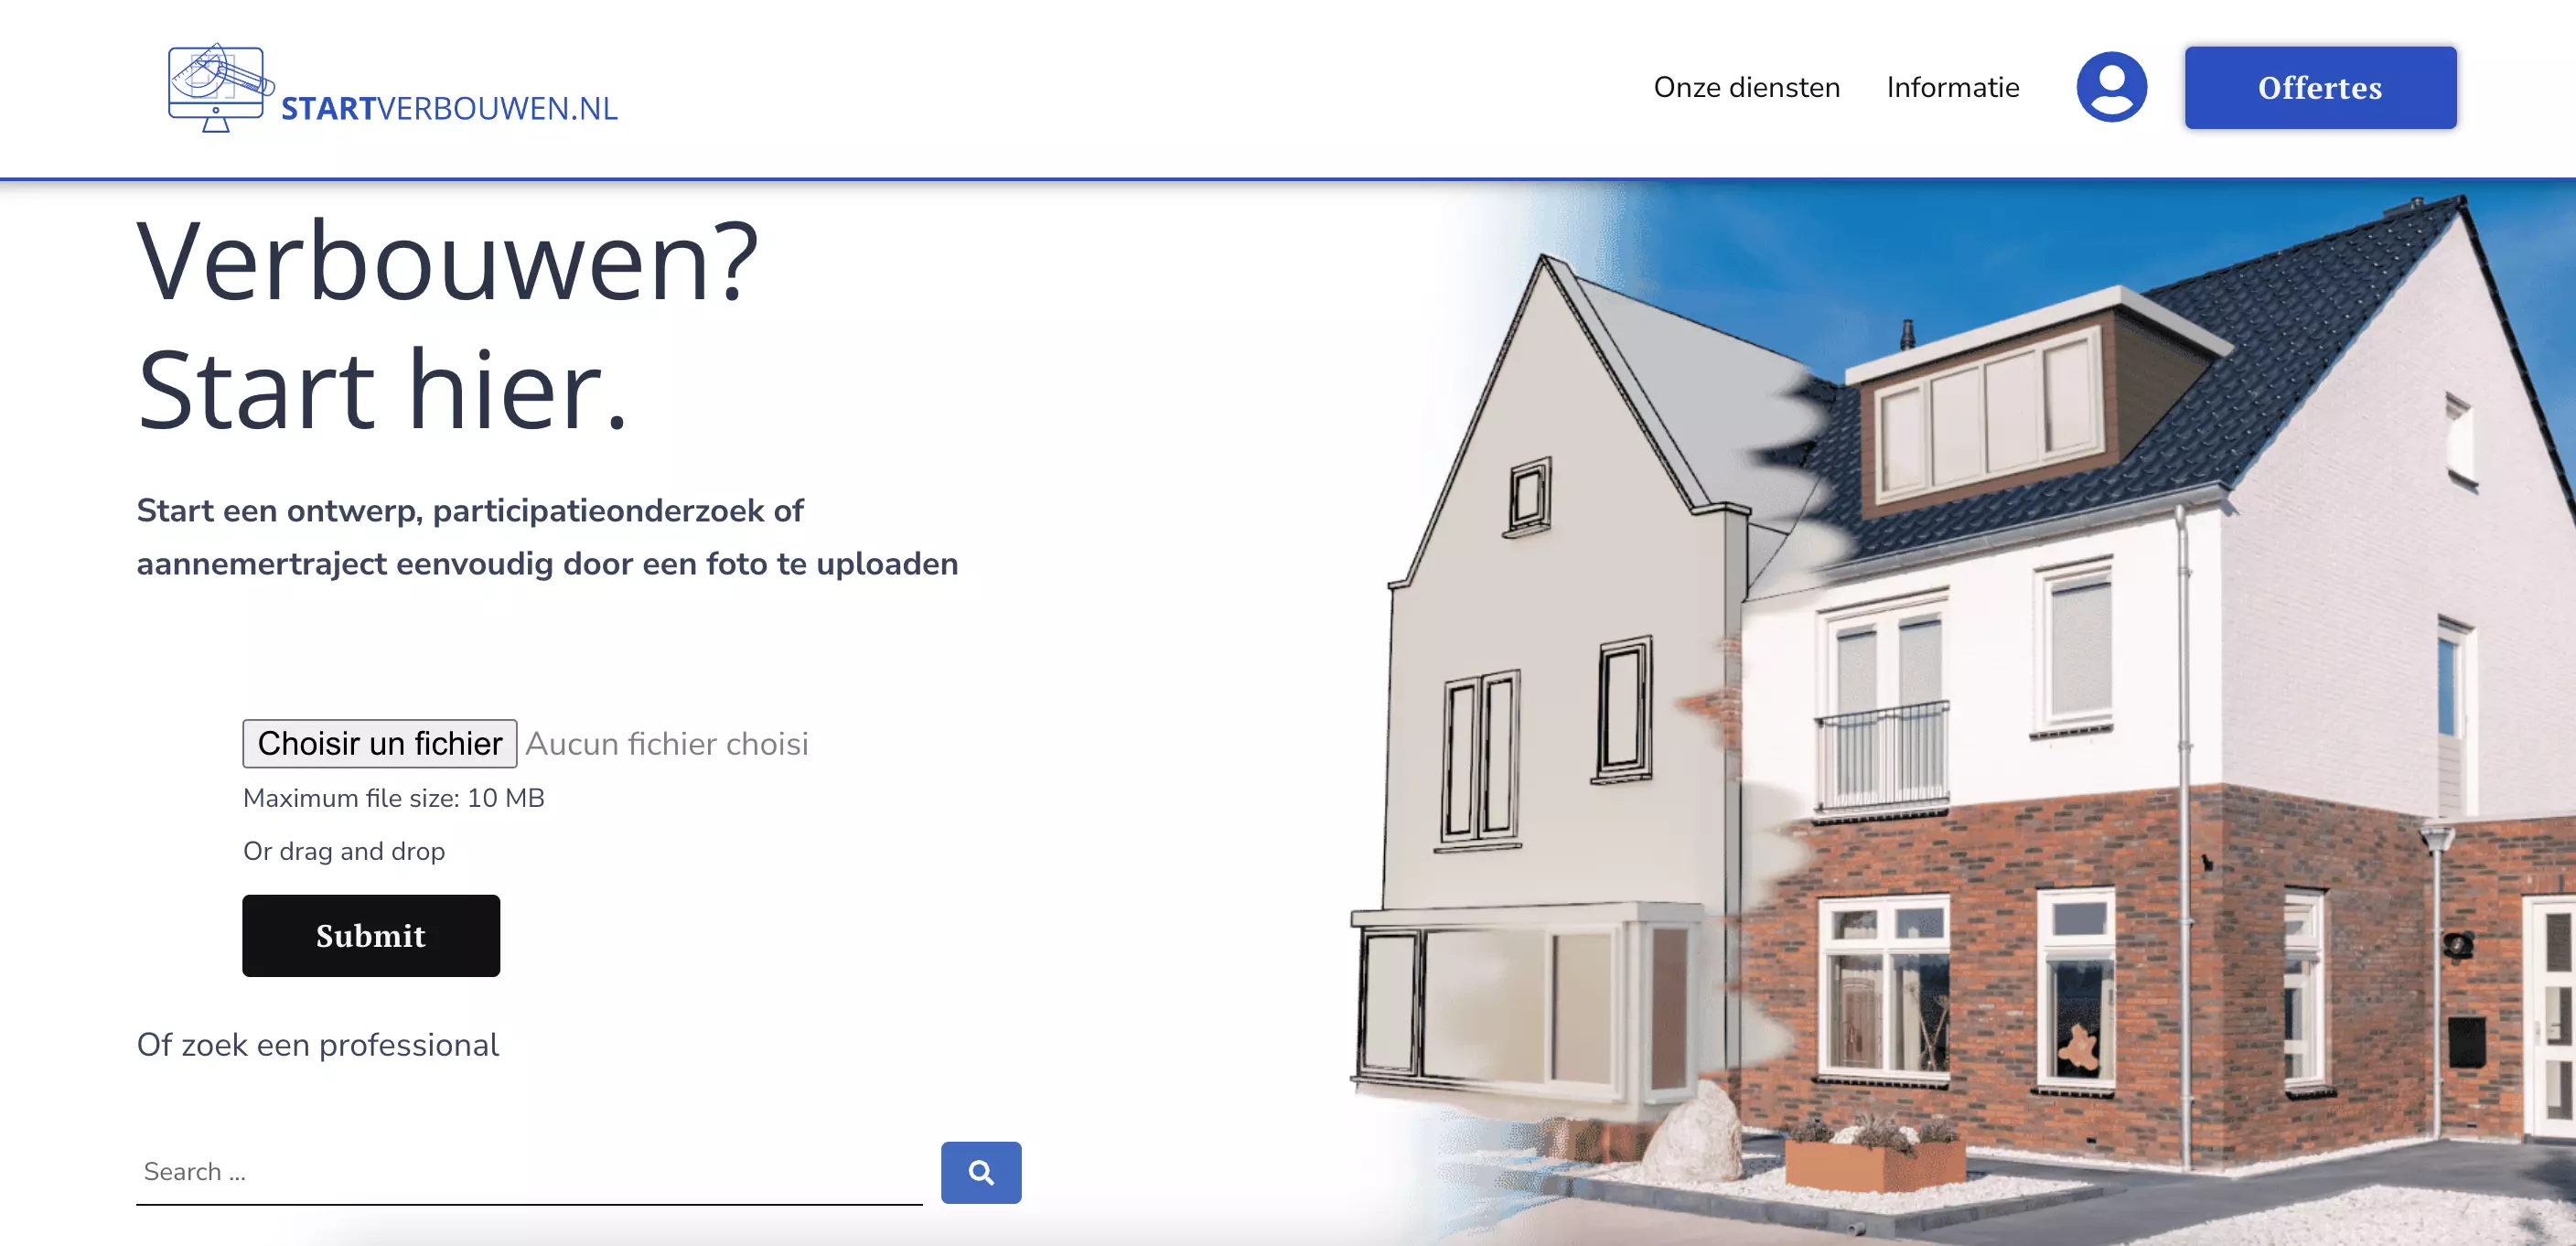 STARTVERBOUWEN.NL
Onze diensten
Informatie
Offertes
Verbouwen?
Start hier.
Start een ontwerp, participatieonderzoek of
aannemertraject eenvoudig door een foto te uploaden
Choisir un fichier Aucun fichier choisi
Maximum file size: 10 MB
Or drag and drop
Submit
Of zoek een professional
Search ...